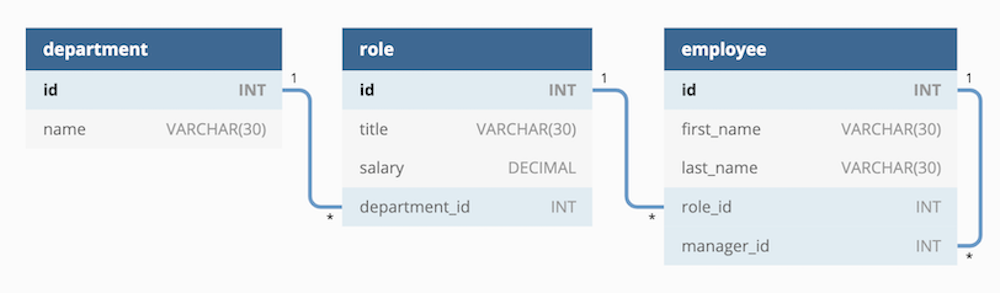 department
id INT
name VARCHAR(30)
1
*
role
id INT
title VARCHAR(30)
salary DECIMAL
department_id INT
1
*
employee
id INT
first_name VARCHAR(30)
last_name VARCHAR(30)
role_id INT
manager_id INT
1
*